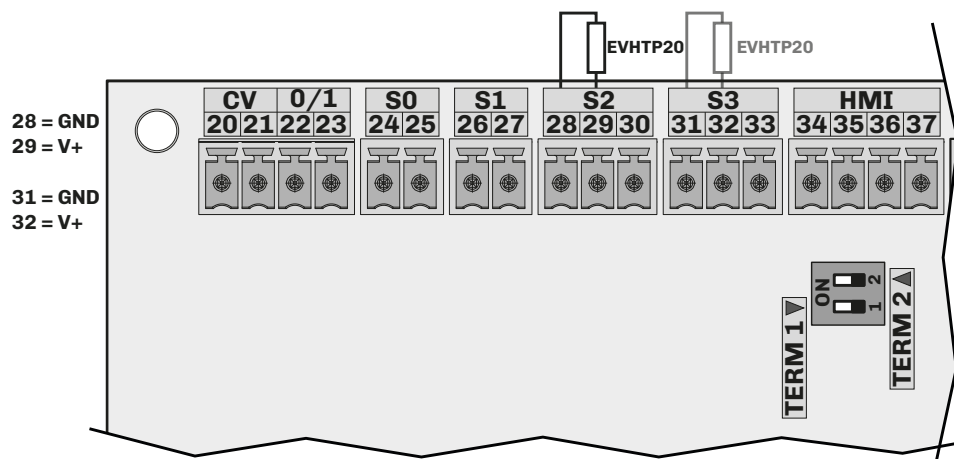 EVHTP20 EVHTP20
CV 0/1 S0 S1 S2 S3 HMI
20 21 22 23 24 25 26 27 28 29 30 31 32 33 34 35 36 37
28 = GND
29 = V+
31 = GND
32 = V+
ON
1 2
TERM 1
TERM 2